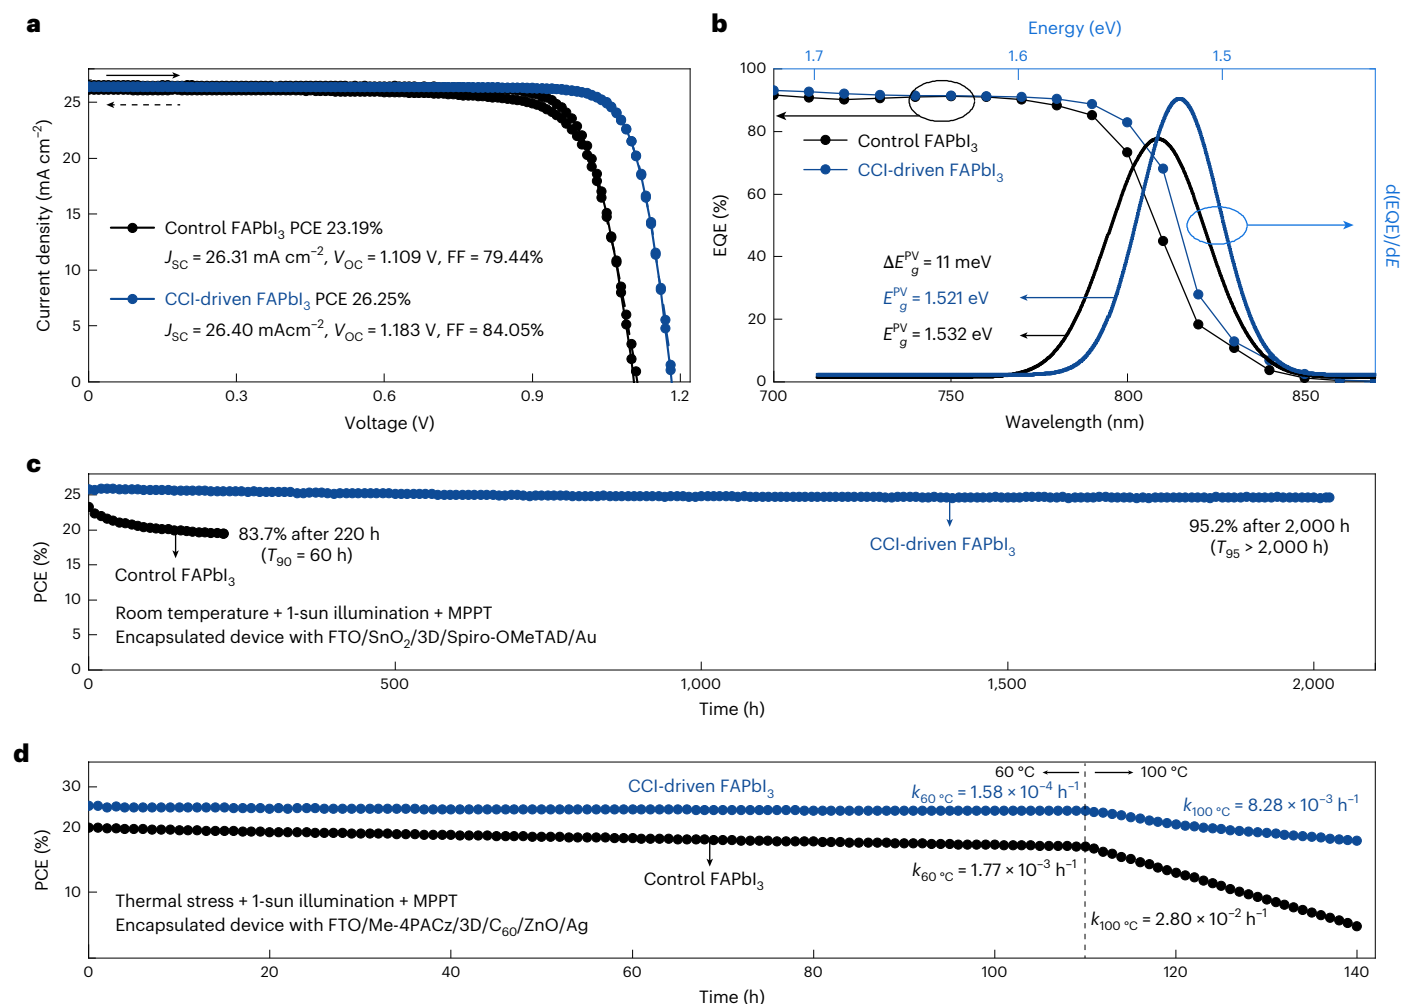 a
Current density (mA cm⁻²)
25
20
15
10
5
0
0
0.3
0.6
0.9
1.2
Voltage (V)
Control FAPbI₃ PCE 23.19%
J_SC = 26.31 mA cm⁻², V_OC = 1.109 V, FF = 79.44%
CCI-driven FAPbI₃ PCE 26.25%
J_SC = 26.40 mAcm⁻², V_OC = 1.183 V, FF = 84.05%
b
Energy (eV)
1.7
1.6
1.5
EQE (%)
100
80
60
40
20
0
700
750
800
850
Wavelength (nm)
d(EQE)/dE
Control FAPbI₃
CCI-driven FAPbI₃
ΔE_g^PV = 11 meV
E_g^PV = 1.521 eV
E_g^PV = 1.532 eV
c
PCE (%)
25
20
15
10
5
0
0
500
1,000
1,500
2,000
Time (h)
83.7% after 220 h
(T₉₀ = 60 h)
Control FAPbI₃
CCI-driven FAPbI₃
95.2% after 2,000 h
(T₉₅ > 2,000 h)
Room temperature + 1-sun illumination + MPPT
Encapsulated device with FTO/SnO₂/3D/Spiro-OMeTAD/Au
d
PCE (%)
30
20
10
0
20
40
60
80
100
120
140
Time (h)
60 °C
100 °C
CCI-driven FAPbI₃
k_60 °C = 1.58 × 10⁻⁴ h⁻¹
k_100 °C = 8.28 × 10⁻³ h⁻¹
Control FAPbI₃
k_60 °C = 1.77 × 10⁻³ h⁻¹
k_100 °C = 2.80 × 10⁻² h⁻¹
Thermal stress + 1-sun illumination + MPPT
Encapsulated device with FTO/Me-4PACz/3D/C₆₀/ZnO/Ag